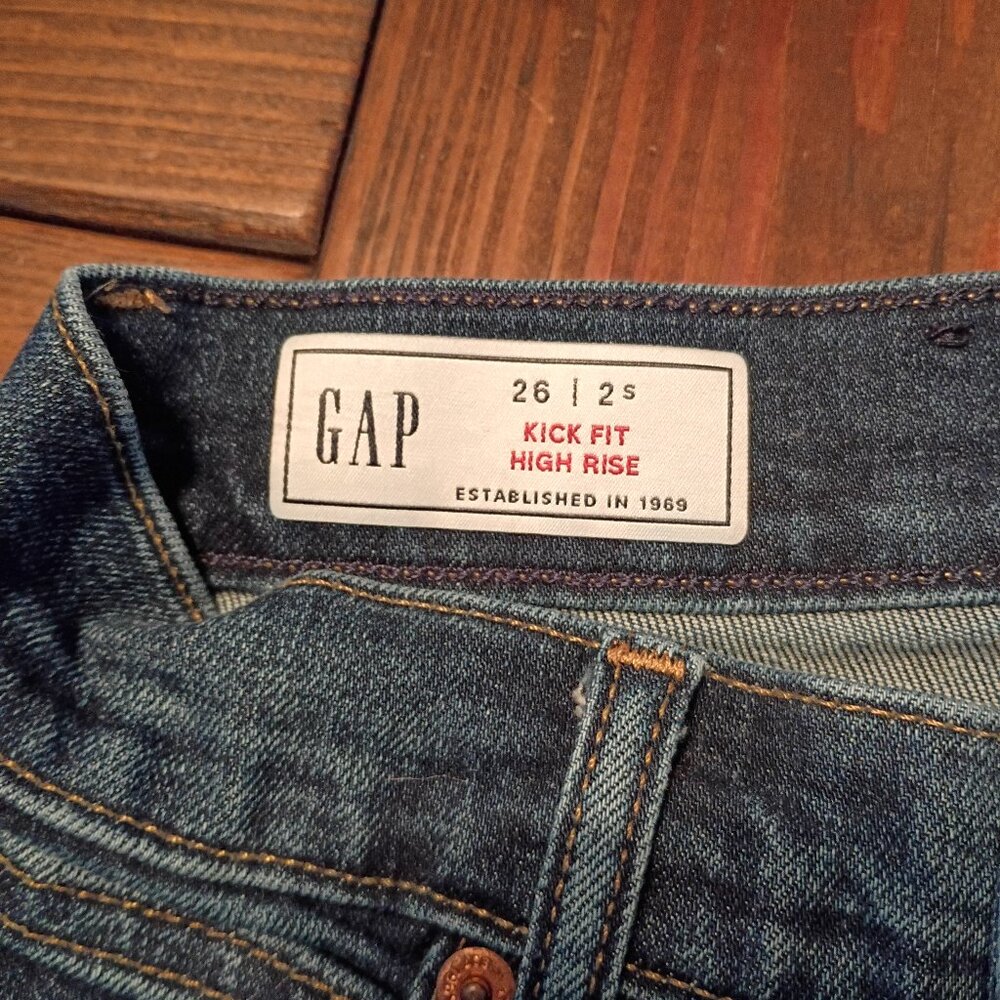 GAP
26 | 2s
KICK FIT
HIGH RISE
ESTABLISHED IN 1969